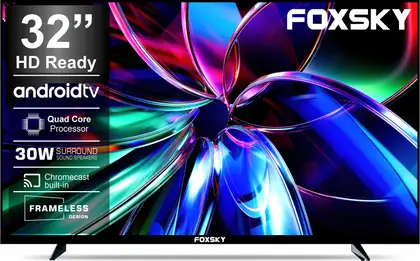 32”
HD Ready
FOXSKY
androidtv
Quad Core
Processor
30W SURROUND
SOUND SPEAKERS
Chromecast
built-in
FRAMELESS
DESIGN
FOXSKY